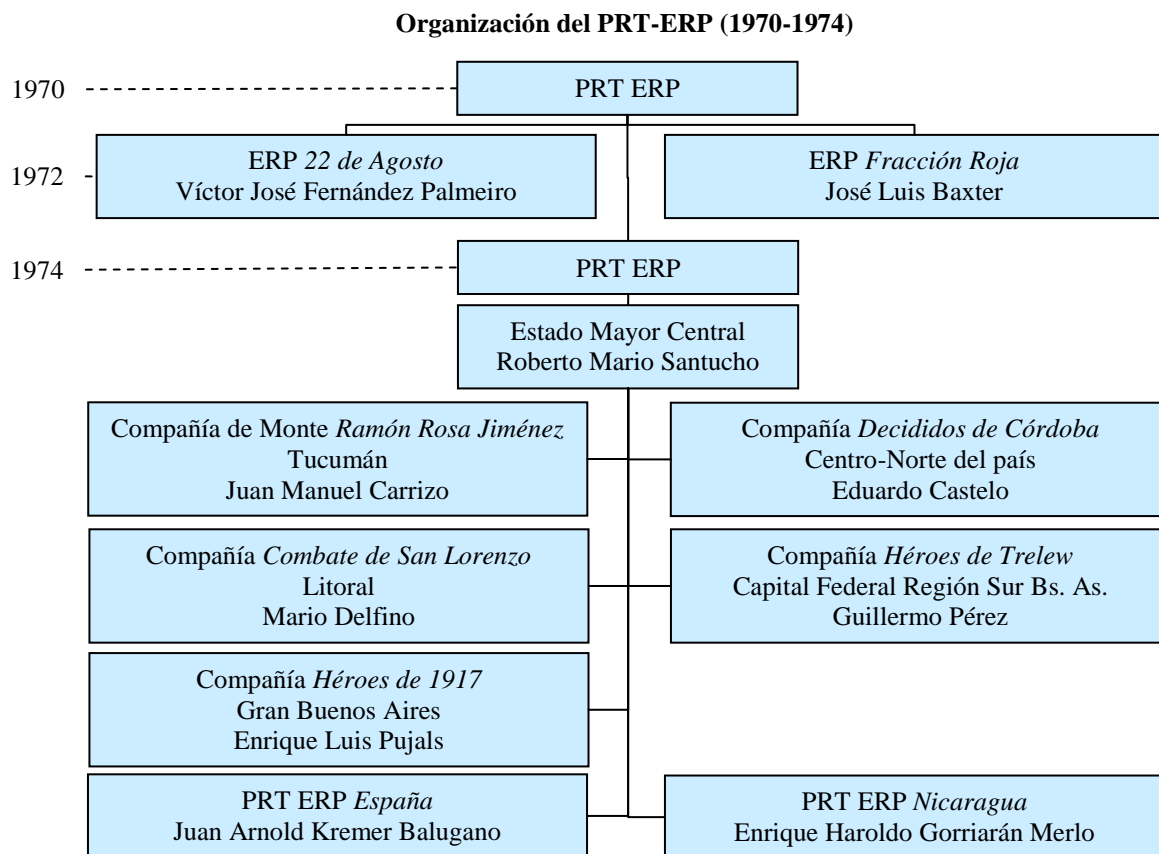 Organización del PRT-ERP (1970-1974)
1970
PRT ERP
1972
ERP 22 de Agosto
Víctor José Fernández Palmeiro
ERP Fracción Roja
José Luis Baxter
1974
PRT ERP
Estado Mayor Central
Roberto Mario Santucho
Compañía de Monte Ramón Rosa Jiménez
Tucumán
Juan Manuel Carrizo
Compañía Decididos de Córdoba
Centro-Norte del país
Eduardo Castelo
Compañía Combate de San Lorenzo
Litoral
Mario Delfino
Compañía Héroes de Trelew
Capital Federal Región Sur Bs. As.
Guillermo Pérez
Compañía Héroes de 1917
Gran Buenos Aires
Enrique Luis Pujals
PRT ERP España
Juan Arnold Kremer Balugano
PRT ERP Nicaragua
Enrique Haroldo Gorriarán Merlo